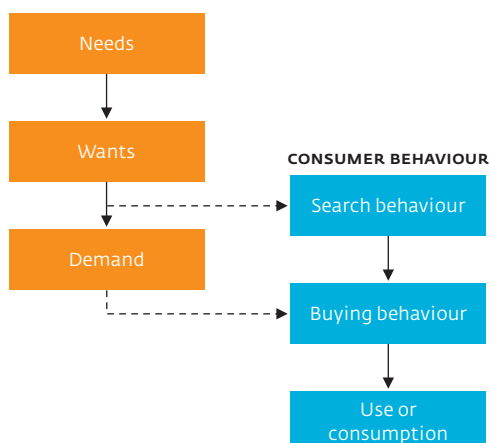 Needs
Wants
CONSUMER BEHAVIOUR
Search behaviour
Demand
Buying behaviour
Use or
consumption